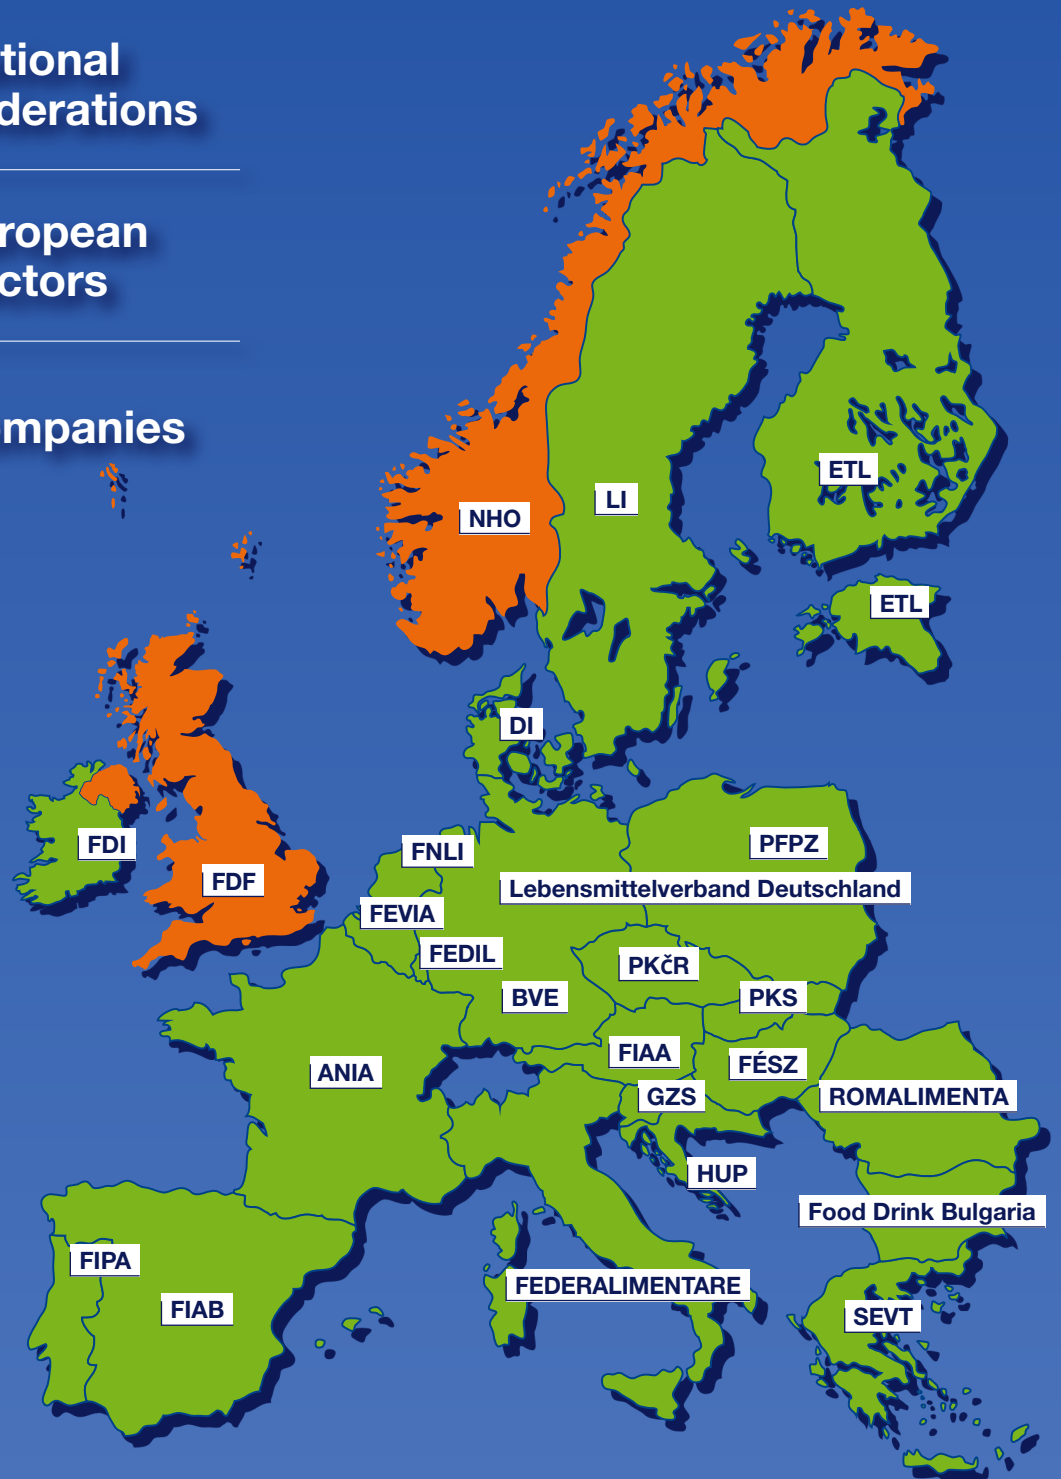 tional
derations
ropean
ctors
mpanies
ETL
LI
NHO
ETL
DI
FDI
FNLI
PFPZ
FDF
Lebensmittelverband Deutschland
FEVIA
FEDIL
PKČR
BVE
PKS
FIAA
FÉSZ
ANIA
GZS
ROMALIMENTA
HUP
Food Drink Bulgaria
FIPA
FEDERALIMENTARE
FIAB
SEVT